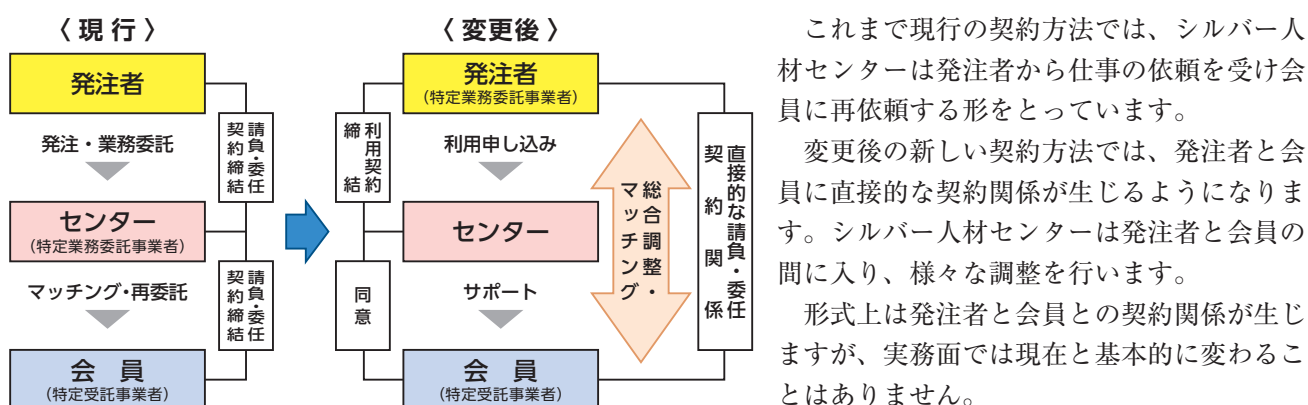 〈 現 行 〉
発注者
発注・業務委託
請負・委任
契約締結
センター
(特定業務委託事業者)
マッチング・再委託
請負・委任
契約締結
会 員
(特定受託事業者)
〈 変更後 〉
発注者
(特定業務委託事業者)
利用申し込み
利用契約
締結
センター
サポート
同意
会 員
(特定受託事業者)
総合調整・
マッチング
直接的な請負・委任
契約関係
これまで現行の契約方法では、シルバー人
材センターは発注者から仕事の依頼を受け会
員に再依頼する形をとっています。
変更後の新しい契約方法では、発注者と会
員に直接的な契約関係が生じるようになりま
す。シルバー人材センターは発注者と会員の
間に入り、様々な調整を行います。
形式上は発注者と会員との契約関係が生じ
ますが、実務面では現在と基本的に変わるこ
とはありません。